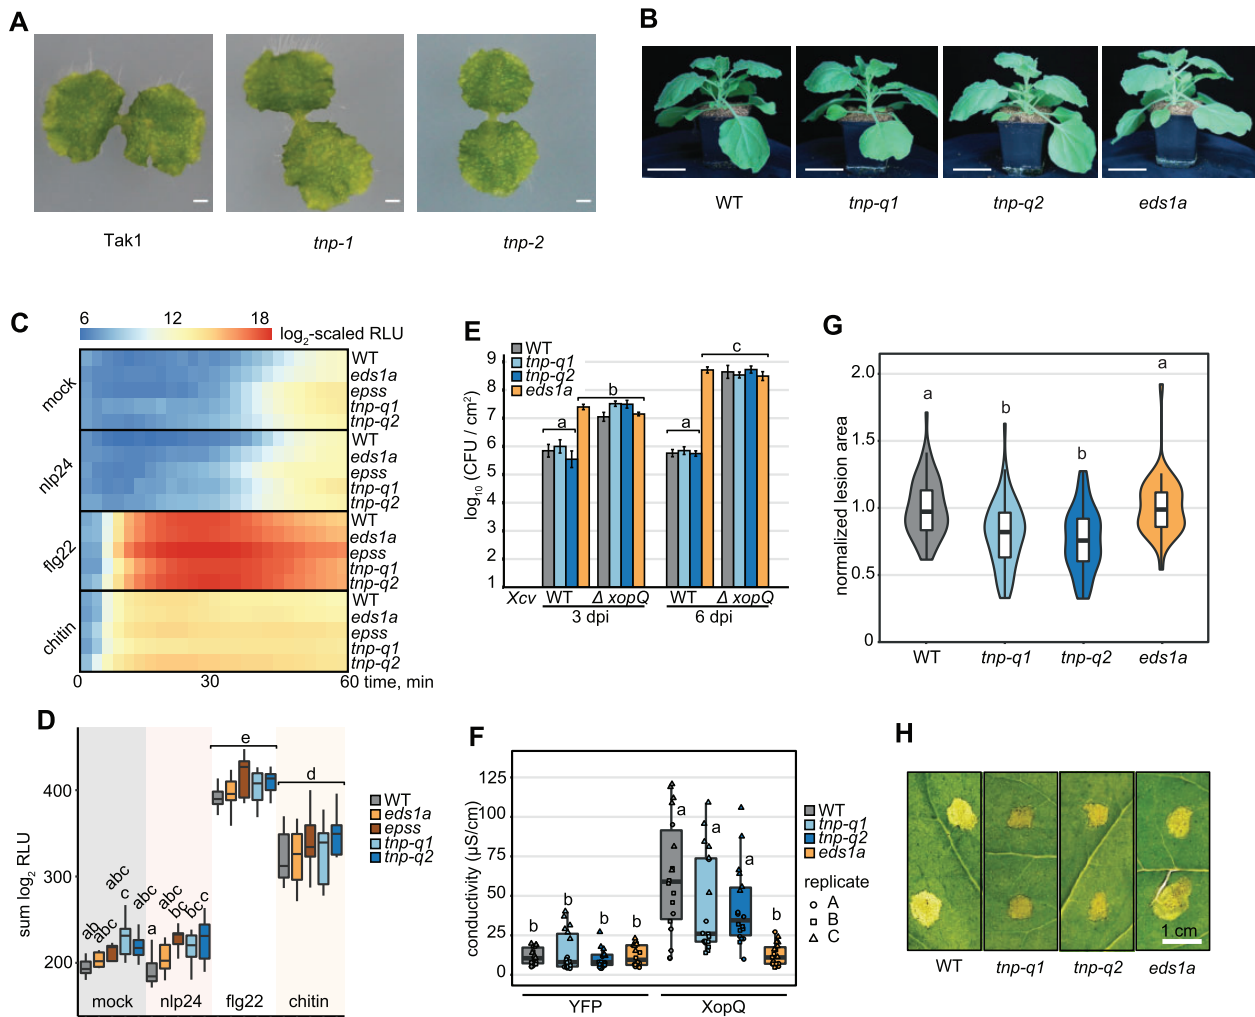 A
Tak1
tnp-1
tnp-2
B
WT
tnp-q1
tnp-q2
eds1a
C
6 12 18 log2-scaled RLU
mock
WT
eds1a
epss
tnp-q1
tnp-q2
nlp24
WT
eds1a
epss
tnp-q1
tnp-q2
flg22
WT
eds1a
epss
tnp-q1
tnp-q2
chitin
WT
eds1a
epss
tnp-q1
tnp-q2
0 30 60 time, min
D
sum log2 RLU
400
300
200
ab
abc
abc
c
abc
a
abc
bc
bc
c
e
d
mock nlp24 flg22 chitin
WT
eds1a
epss
tnp-q1
tnp-q2
E
WT
tnp-q1
tnp-q2
eds1a
log10 (CFU / cm²)
9
8
7
6
5
4
3
2
1
a b a c
Xcv WT Δ xopQ WT Δ xopQ
3 dpi 6 dpi
F
conductivity (µS/cm)
125
100
75
50
25
0
b b b b a a a b
YFP XopQ
WT
tnp-q1
tnp-q2
eds1a
replicate
A
B
C
G
normalized lesion area
2.0
1.5
1.0
0.5
0
a b b a
WT tnp-q1 tnp-q2 eds1a
H
1 cm
WT tnp-q1 tnp-q2 eds1a